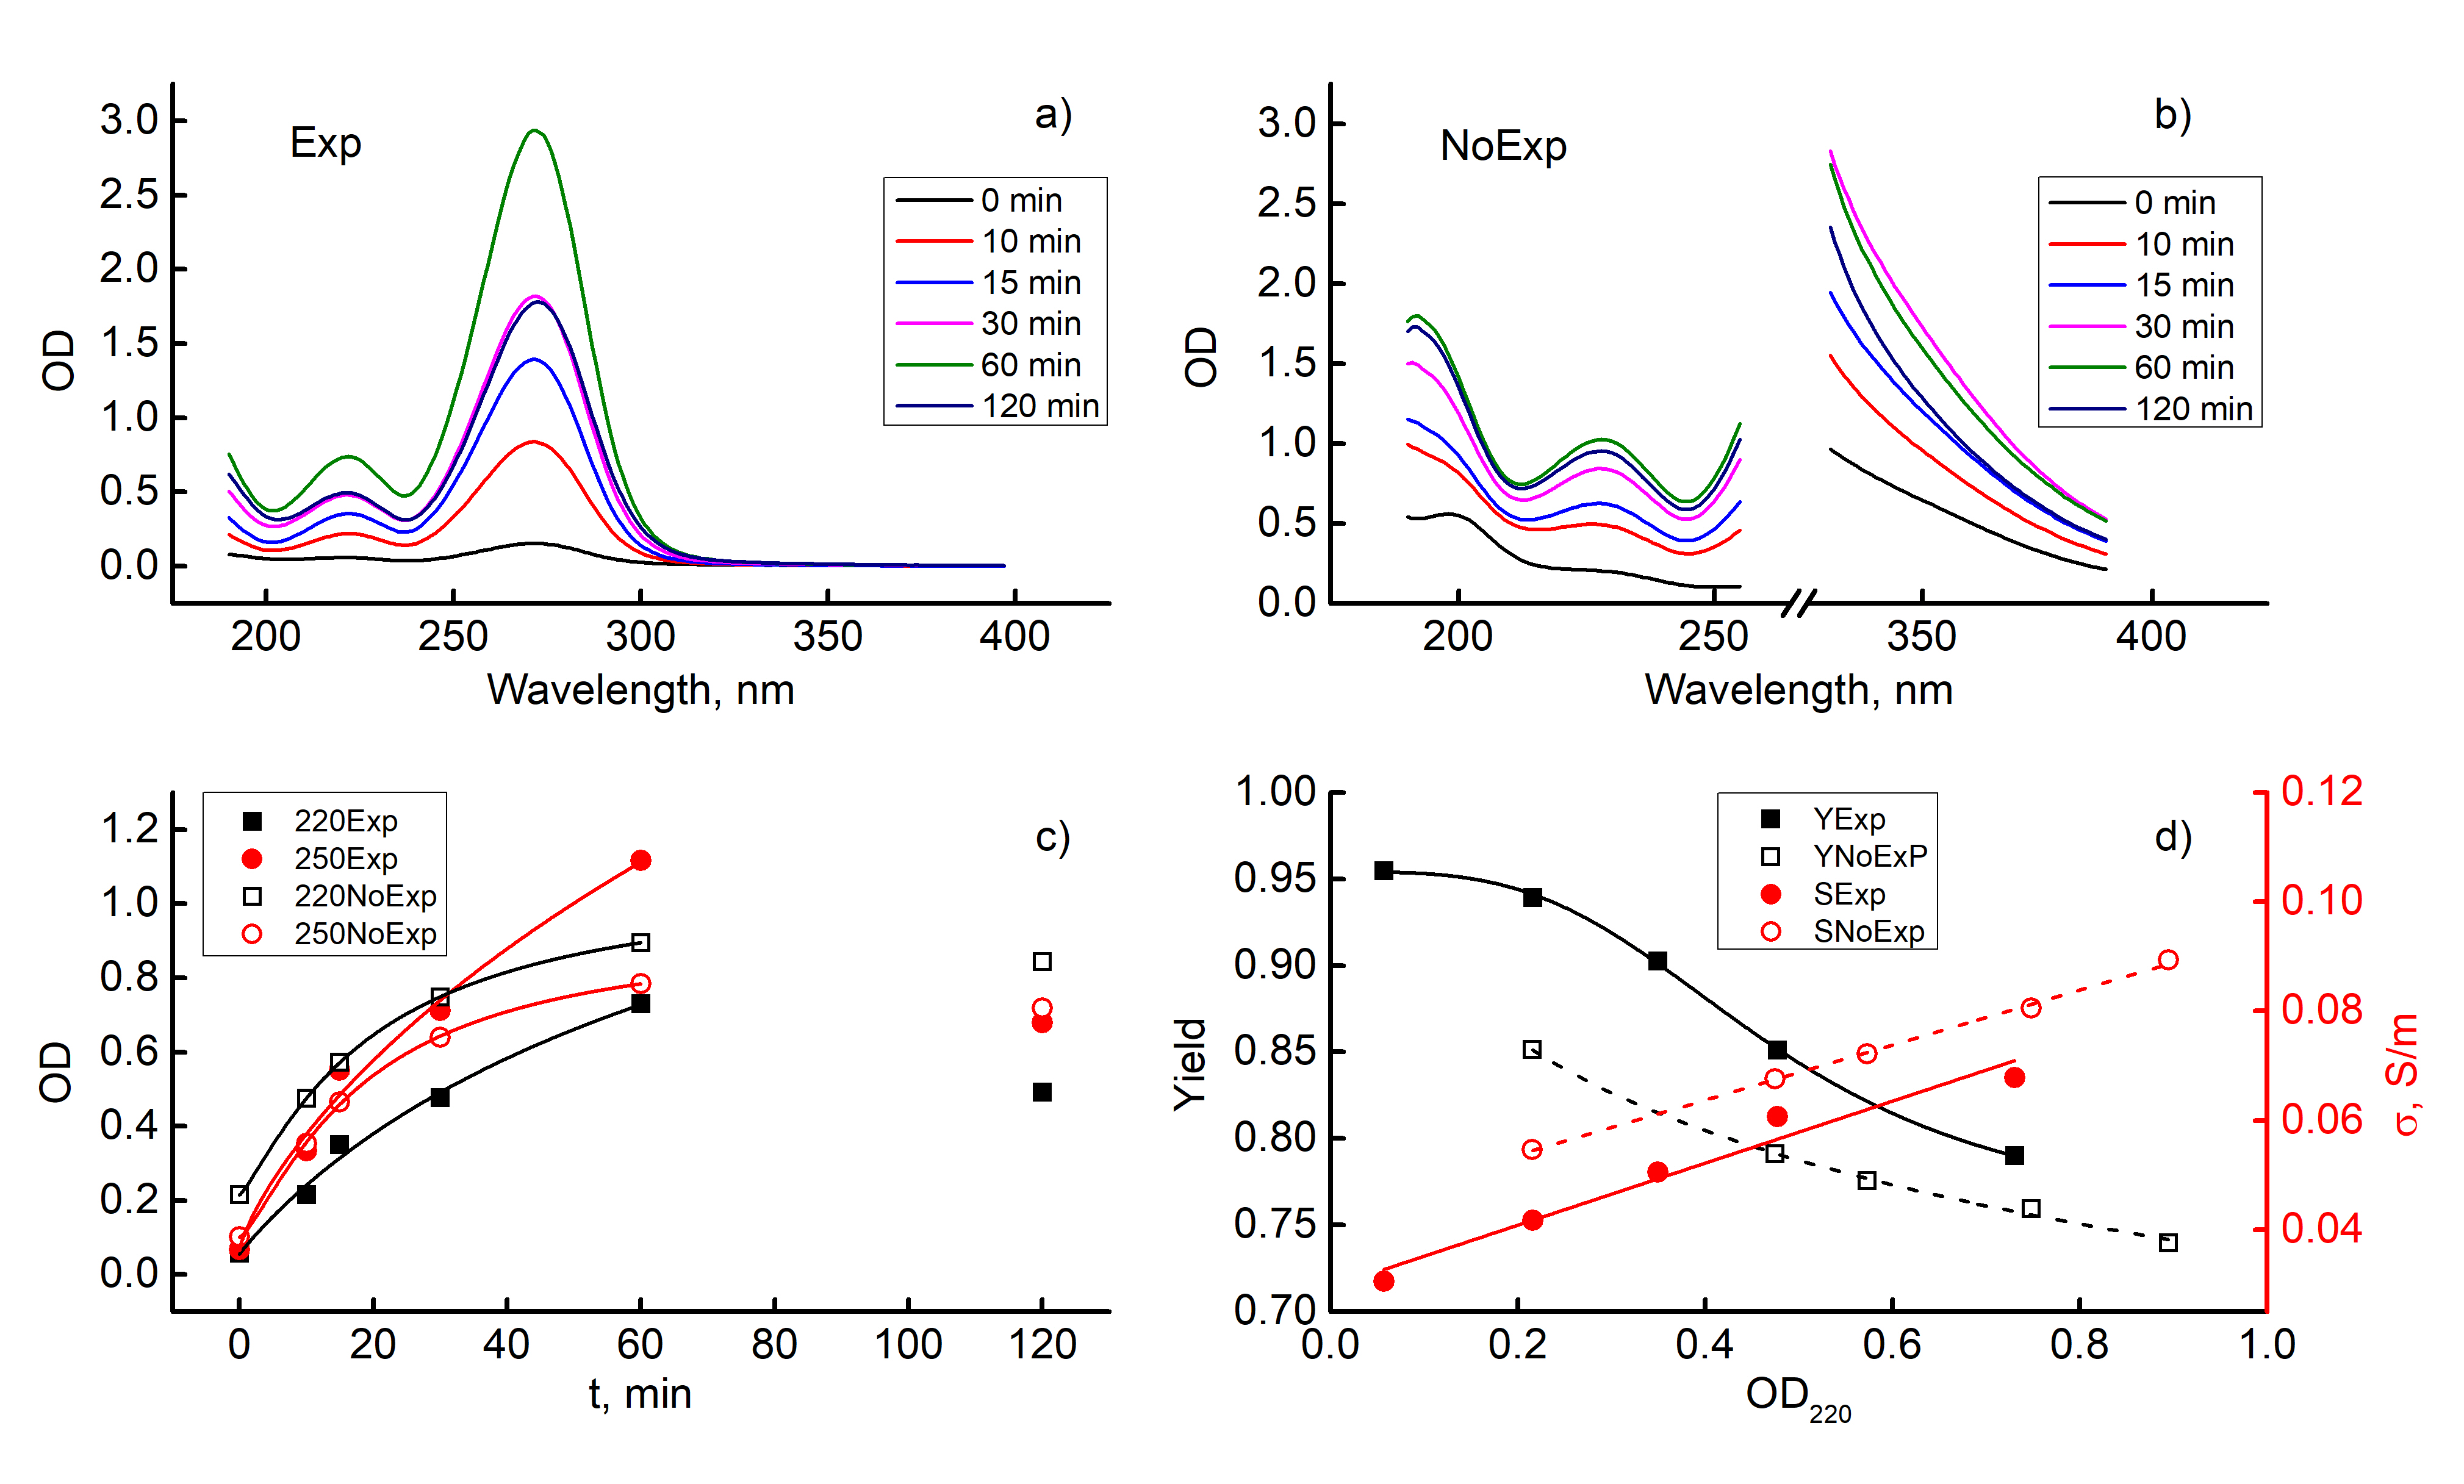 a)
Exp
3.0
2.5
2.0
1.5
1.0
0.5
0.0
OD
0 min
10 min
15 min
30 min
60 min
120 min
200 250 300 350 400
Wavelength, nm
b)
NoExp
3.0
2.5
2.0
1.5
1.0
0.5
0.0
OD
0 min
10 min
15 min
30 min
60 min
120 min
200 250 350 400
Wavelength, nm
c)
220Exp
250Exp
220NoExp
250NoExp
1.2
1.0
0.8
0.6
0.4
0.2
0.0
OD
0 20 40 60 80 100 120
t, min
d)
YExp
YNoExP
SExp
SNoExp
1.00
0.95
0.90
0.85
0.80
0.75
0.70
Yield
0.12
0.10
0.08
0.06
0.04
σ, S/m
0.0 0.2 0.4 0.6 0.8 1.0
OD220